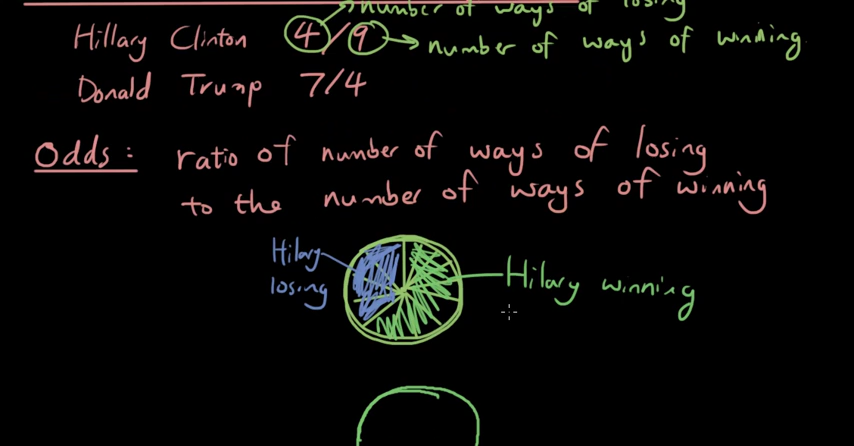 number of ways of losing
Hillary Clinton 4/9 number of ways of winning
Donald Trump 7/4
Odds: ratio of number of ways of losing
to the number of ways of winning
Hilary
losing
Hilary winning